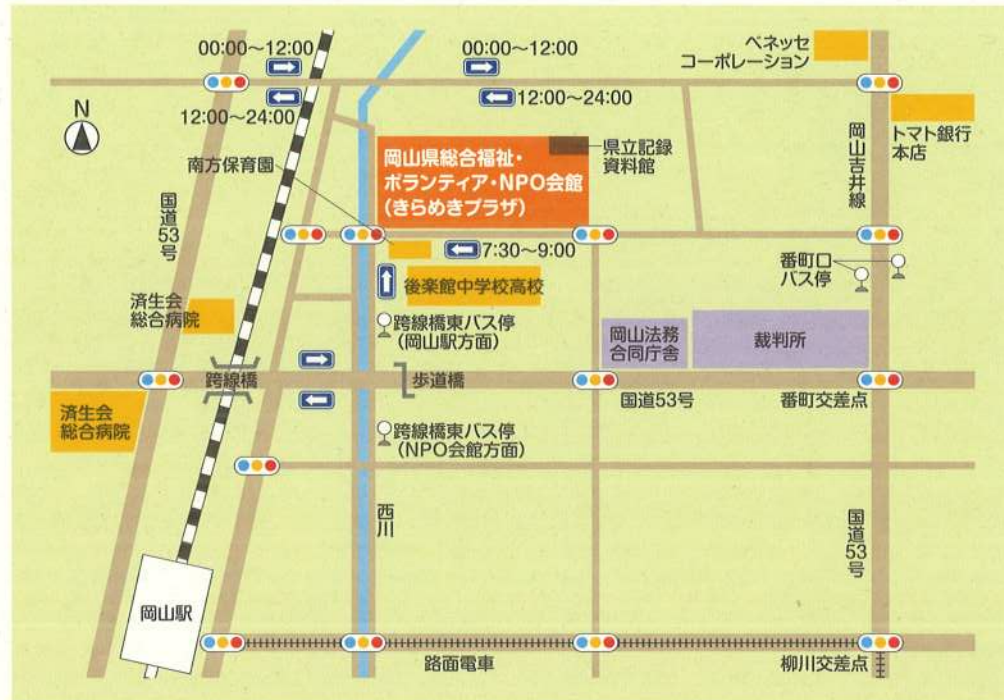 00:00〜12:00
00:00〜12:00
ベネッセ
コーポレーション
12:00〜24:00
12:00〜24:00
N
トマト銀行
本店
岡山吉井線
南方保育園
岡山県総合福祉・
ボランティア・NPO会館
(きらめきプラザ)
県立記録
資料館
国道53号
7:30〜9:00
番町口
バス停
後楽館中学校高校
済生会
総合病院
跨線橋東バス停
(岡山駅方面)
岡山法務
合同庁舎
裁判所
跨線橋
歩道橋
国道53号
番町交差点
済生会
総合病院
跨線橋東バス停
(NPO会館方面)
西川
国道53号
岡山駅
路面電車
柳川交差点